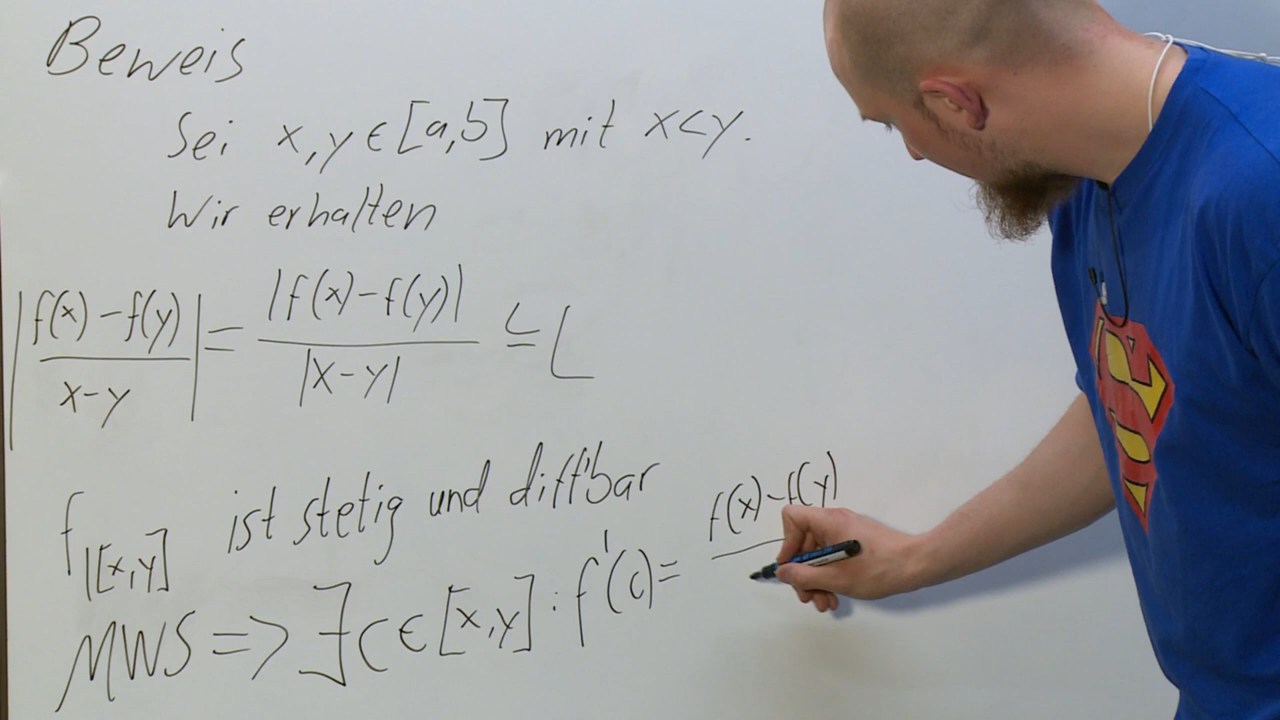 Beweis
Sei x,y ∈ [a,b] mit x<y.
Wir erhalten
|f(x)-f(y) / x-y| = |f(x)-f(y)| / |x-y| ≤ L
f|[x,y] ist stetig und diff'bar
MWS => ∃ c ∈ [x,y] : f'(c) = f(x)-f(y)